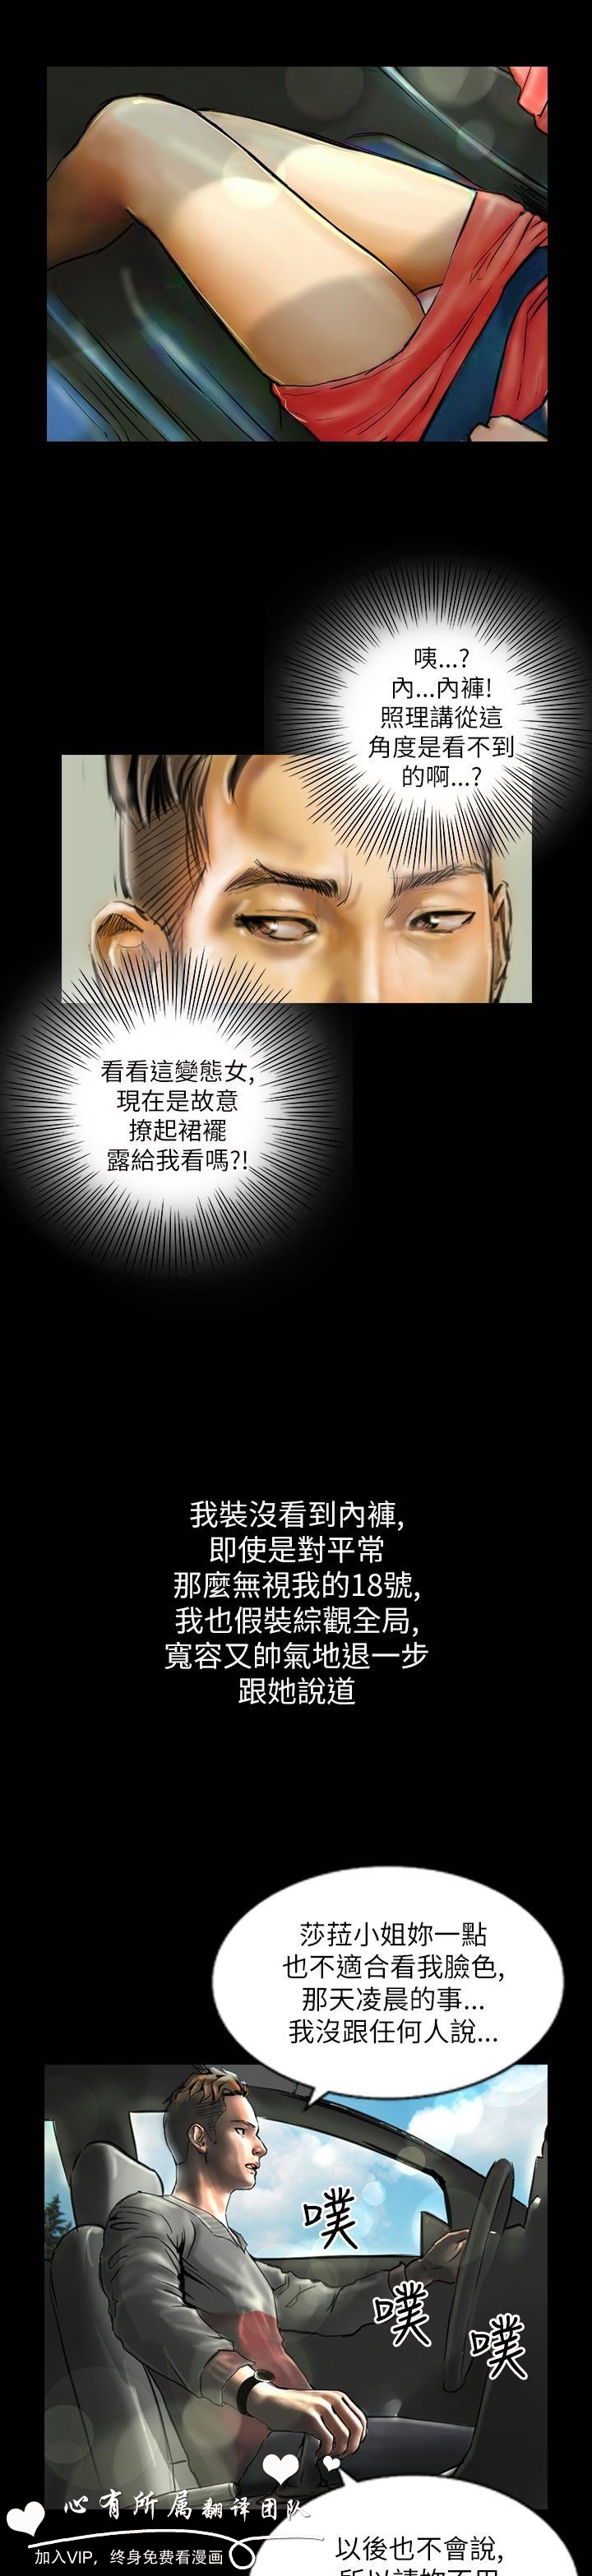 咦...?
內...內褲!
照理講從這
角度是看不到
的啊...?
看看這變態女,
現在是故意
撩起裙襬
露給我看嗎?!
我裝沒看到內褲,
即使是對平常
那麼無視我的18號,
我也假裝綜觀全局,
寬容又帥氣地退一步
跟她說道
莎菈小姐妳一點
也不適合看我臉色,
那天凌晨的事...
我沒跟任何人說...
噗
噗
噗
心有所属翻译团队
加入VIP，终身免费看漫画
以後也不會說,